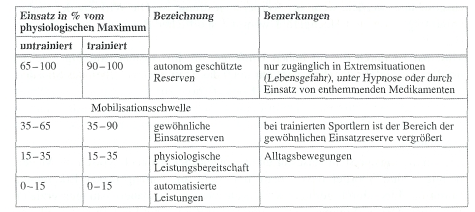 Einsatz in % vom Bezeichnung Bemerkungen
physiologischen Maximum
untrainiert trainiert
65–100 90–100 autonom geschützte nur zugänglich in Extremsituationen
Reserven (Lebensgefahr), unter Hypnose oder durch
Einsatz von enthemmenden Medikamenten
Mobilisationsschwelle
35–65 35–90 gewöhnliche bei trainierten Sportlern ist der Bereich der
Einsatzreserven gewöhnlichen Einsatzreserve vergrößert
15–35 15–35 physiologische Alltagsbewegungen
Leistungsbereitschaft
0–15 0–15 automatisierte
Leistungen